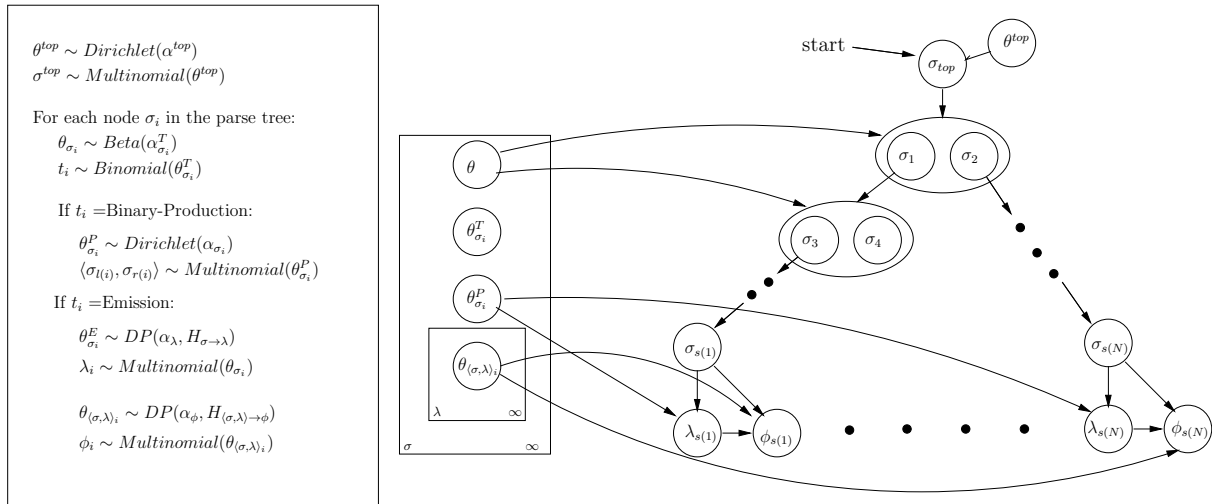 θ^{top} ∼ Dirichlet(α^{top})
σ^{top} ∼ Multinomial(θ^{top})
For each node σ_i in the parse tree:
θ_{σ_i} ∼ Beta(α^T_{σ_i})
t_i ∼ Binomial(θ^T_{σ_i})
If t_i =Binary-Production:
θ^P_{σ_i} ∼ Dirichlet(α_{σ_i})
⟨σ_{l(i)}, σ_{r(i)}⟩ ∼ Multinomial(θ^P_{σ_i})
If t_i =Emission:
θ^E_{σ_i} ∼ DP(α_λ, H_{σ→λ})
λ_i ∼ Multinomial(θ_{σ_i})
θ_{⟨σ,λ⟩_i} ∼ DP(α_ϕ, H_{⟨σ,λ⟩→ϕ})
ϕ_i ∼ Multinomial(θ_{⟨σ,λ⟩_i})
start
σ_{top}
θ^{top}
θ
θ^T_{σ_i}
θ^P_{σ_i}
θ_{⟨σ,λ⟩_i}
λ ∞
σ ∞
σ_1 σ_2
σ_3 σ_4
σ_{s(1)} σ_{s(N)}
λ_{s(1)} ϕ_{s(1)} λ_{s(N)} ϕ_{s(N)}